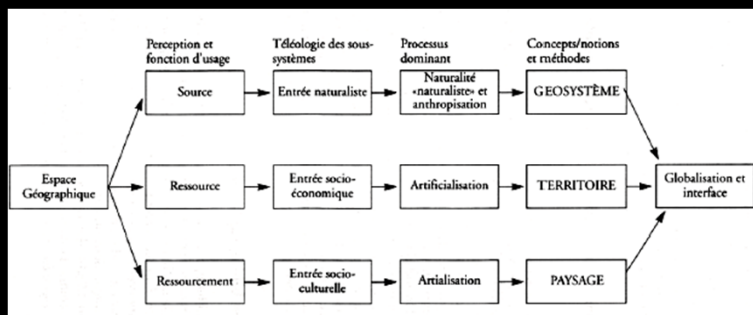 Perception et
fonction d'usage
Téléologie des sous-
systèmes
Processus
dominant
Concepts/notions
et méthodes
Source
Entrée naturaliste
Naturalité
«naturaliste» et
anthropisation
GEOSYSTÈME
Espace
Géographique
Ressource
Entrée socio-
économique
Artificialisation
TERRITOIRE
Globalisation et
interface
Ressourcement
Entrée socio-
culturelle
Artialisation
PAYSAGE